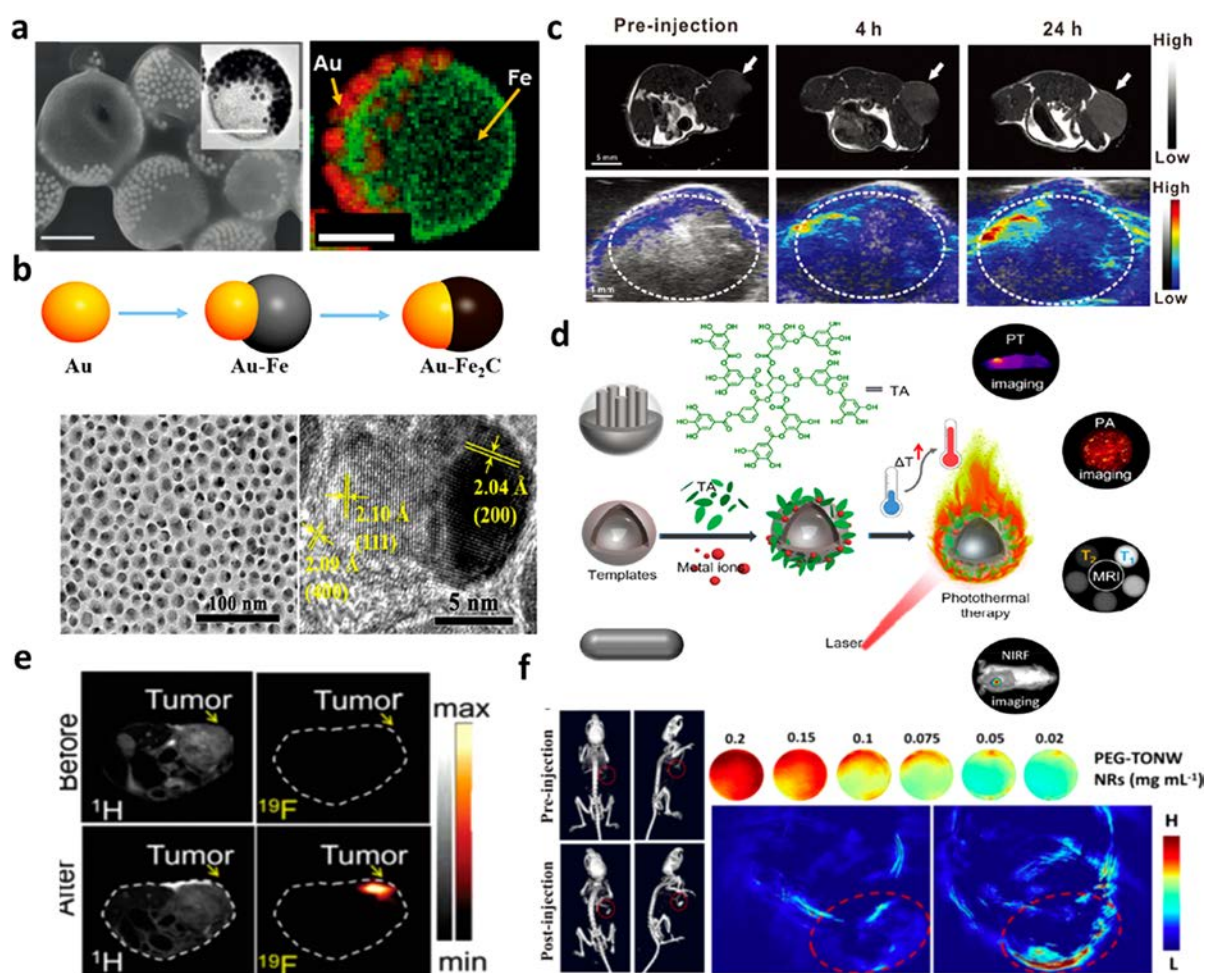 a
Au
Fe
b
Au
Au-Fe
Au-Fe₂C
100 nm
2.04 Å
(200)
2.10 Å
(111)
2.09 Å
(400)
5 nm
c
Pre-injection
4 h
24 h
High
Low
5 mm
High
Low
1 mm
d
TA
PT
imaging
PA
imaging
ΔT
TA
Metal ions
Templates
T₂
T₁
MRI
Photothermal
therapy
Laser
NIRF
imaging
e
Before
Tumor
¹H
Tumor
¹⁹F
max
After
Tumor
¹H
Tumor
¹⁹F
min
f
Pre-injection
Post-injection
0.2
0.15
0.1
0.075
0.05
0.02
PEG-TONW
NRs (mg mL⁻¹)
H
L